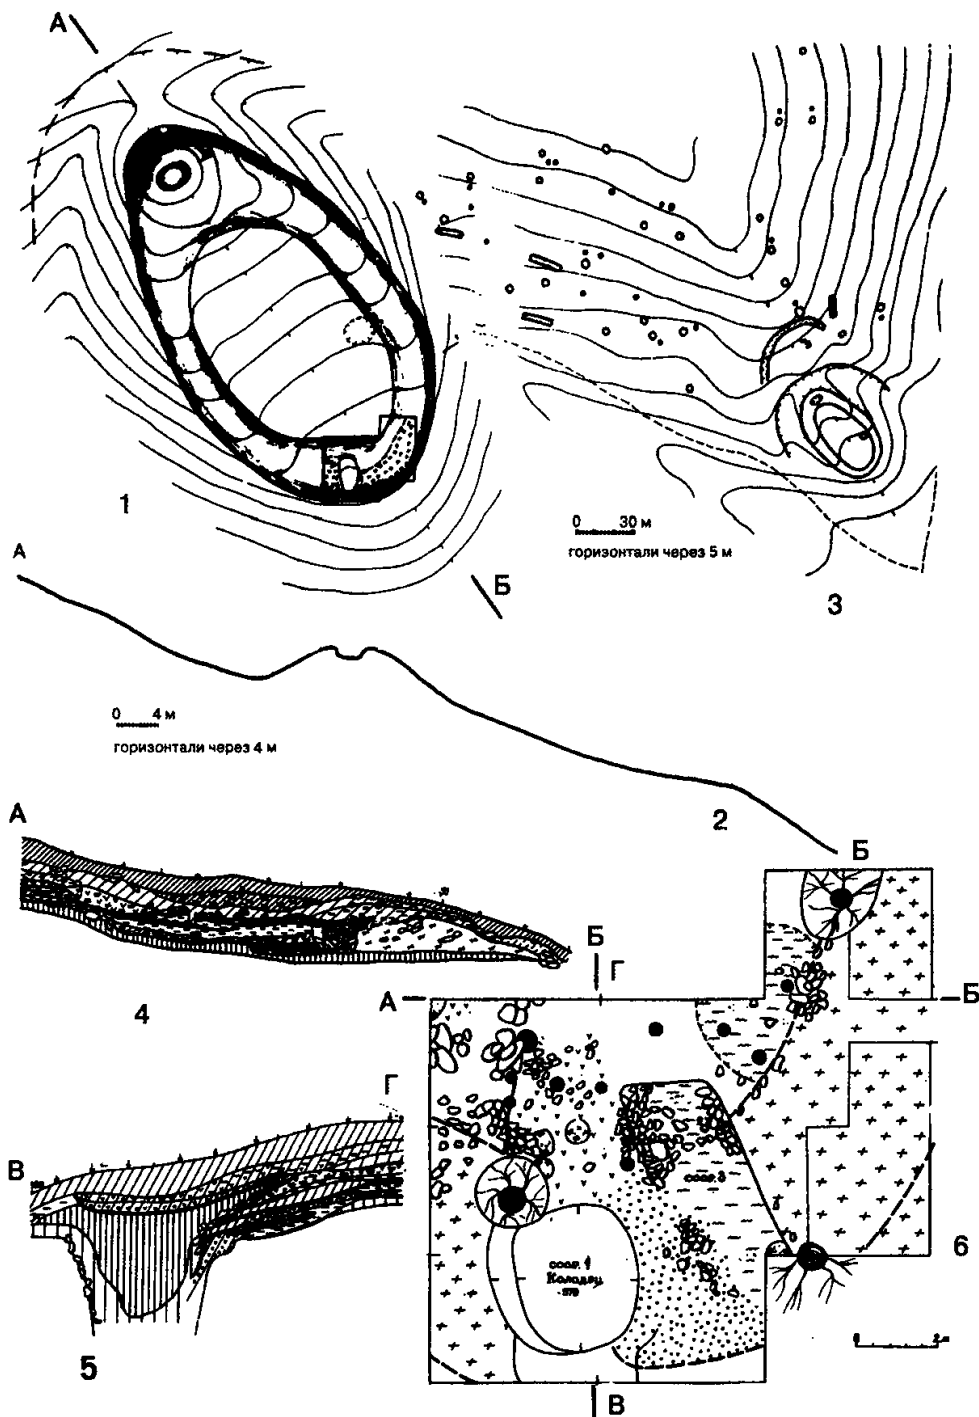 А
1
Б
0 30 м
горизонтали через 5 м
3
А
0 4 м
горизонтали через 4 м
2
Б
А
4
Б
Г
А
Б
Г
В
5
соор. 3
соор. 1
Колодец
6
В